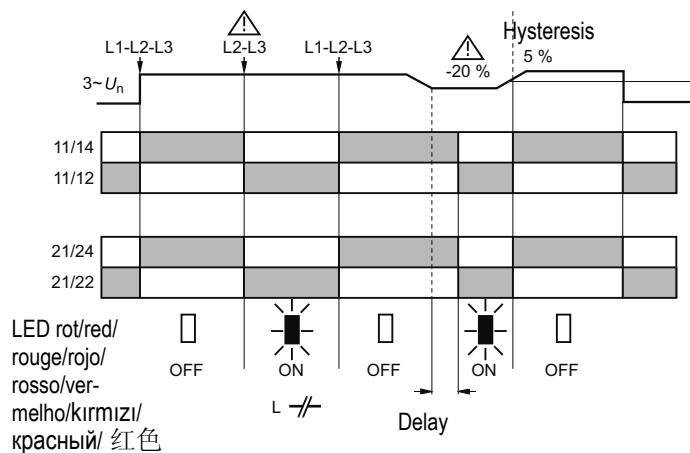 Hysteresis
L1-L2-L3 L2-L3 L1-L2-L3
-20 % 5 %
3~Un
11/14
11/12
21/24
21/22
LED rot/red/
rouge/rojo/
rosso/ver-
melho/kırmızı/
красный/ 红色
OFF ON OFF ON OFF
L
Delay